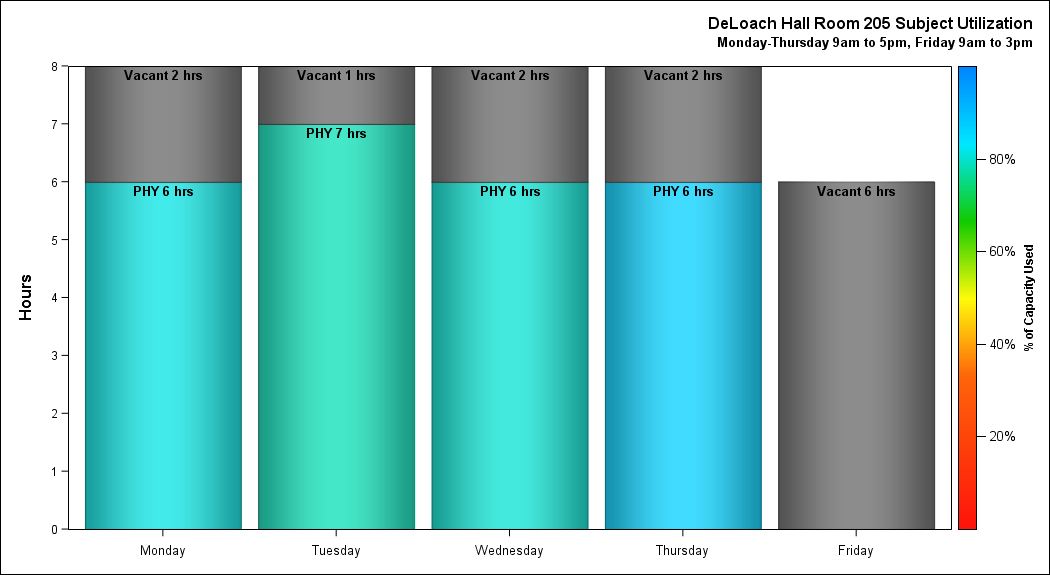 DeLoach Hall Room 205 Subject Utilization
Monday-Thursday 9am to 5pm, Friday 9am to 3pm
8
7
6
5
4
3
2
1
0
Hours
Vacant 2 hrs
PHY 6 hrs
Vacant 1 hrs
PHY 7 hrs
Vacant 2 hrs
PHY 6 hrs
Vacant 2 hrs
PHY 6 hrs
Vacant 6 hrs
Monday
Tuesday
Wednesday
Thursday
Friday
80%
60%
40%
20%
% of Capacity Used